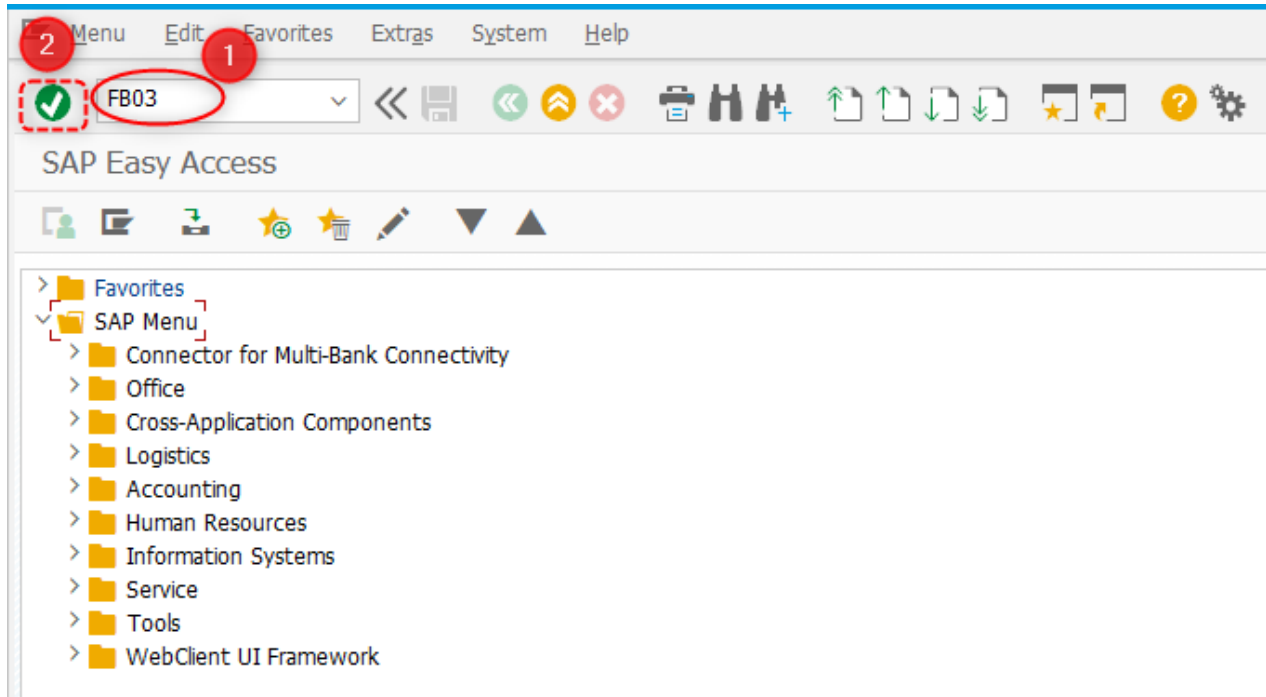 Menu Edit Favorites Extras System Help
2 1
FB03
SAP Easy Access
Favorites
SAP Menu
Connector for Multi-Bank Connectivity
Office
Cross-Application Components
Logistics
Accounting
Human Resources
Information Systems
Service
Tools
WebClient UI Framework